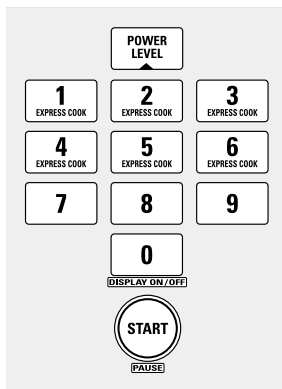 POWER
LEVEL
1 2 3
EXPRESS COOK EXPRESS COOK EXPRESS COOK
4 5 6
EXPRESS COOK EXPRESS COOK EXPRESS COOK
7 8 9
0
DISPLAY ON/OFF
START
PAUSE